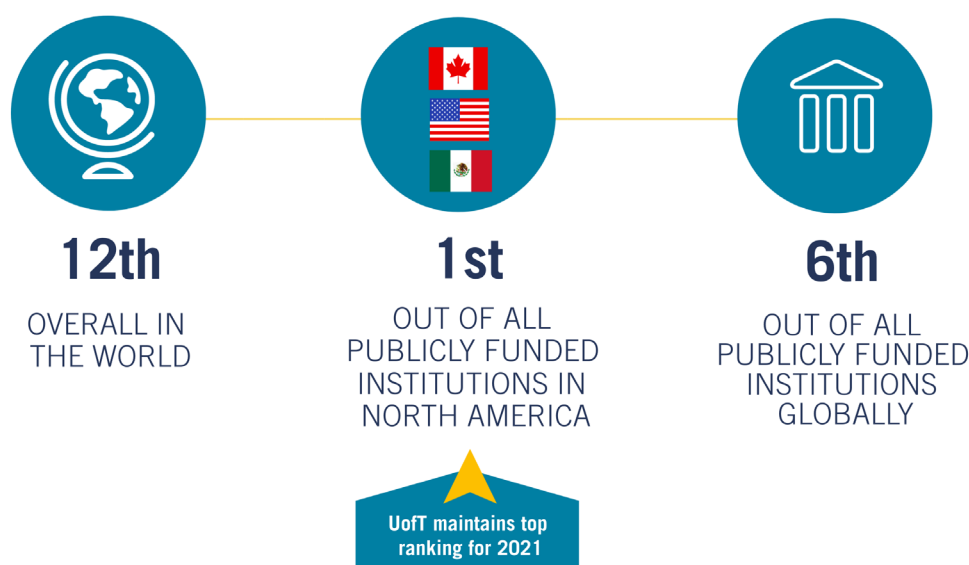 12th
OVERALL IN
THE WORLD
1st
OUT OF ALL
PUBLICLY FUNDED
INSTITUTIONS IN
NORTH AMERICA
6th
OUT OF ALL
PUBLICLY FUNDED
INSTITUTIONS
GLOBALLY
UofT maintains top
ranking for 2021